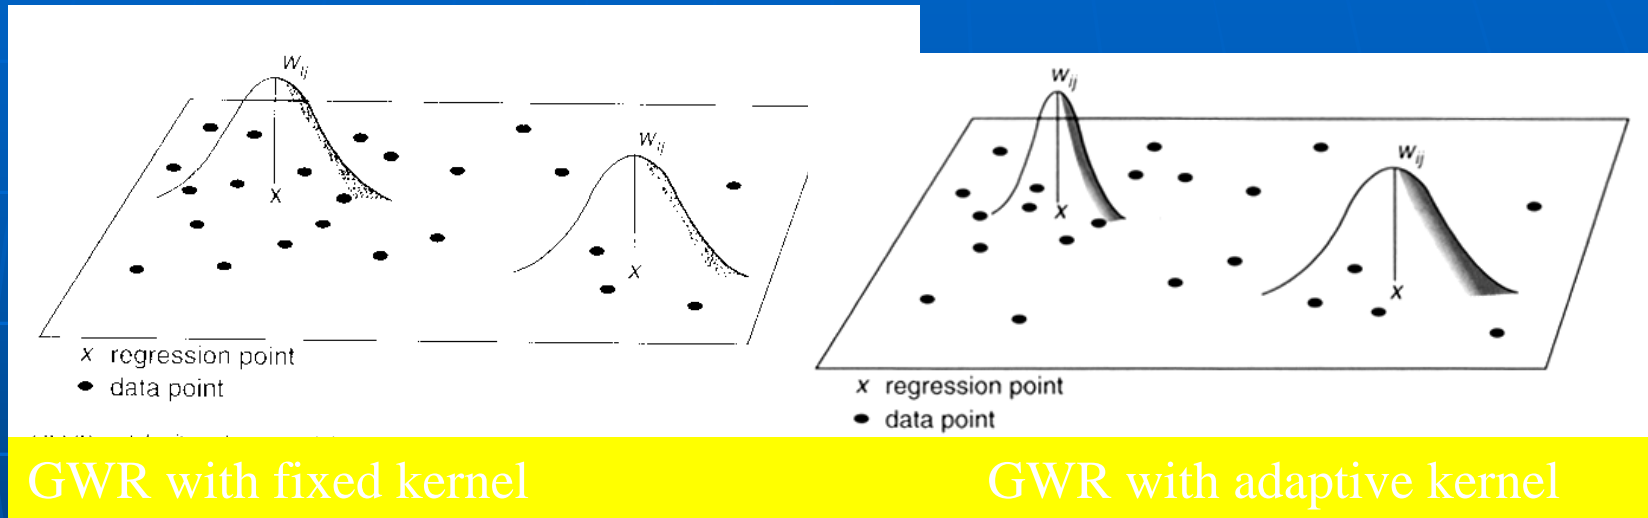 w_ij
w_ij
x
x
x regression point
data point
GWR with fixed kernel
w_ij
w_ij
x
x
x regression point
data point
GWR with adaptive kernel